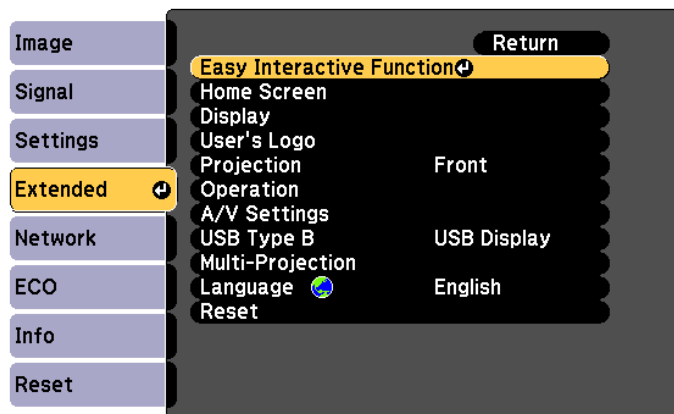 Image
Signal
Settings
Extended
Network
ECO
Info
Reset
Return
Easy Interactive Function
Home Screen
Display
User's Logo
Projection Front
Operation
A/V Settings
USB Type B USB Display
Multi-Projection
Language English
Reset